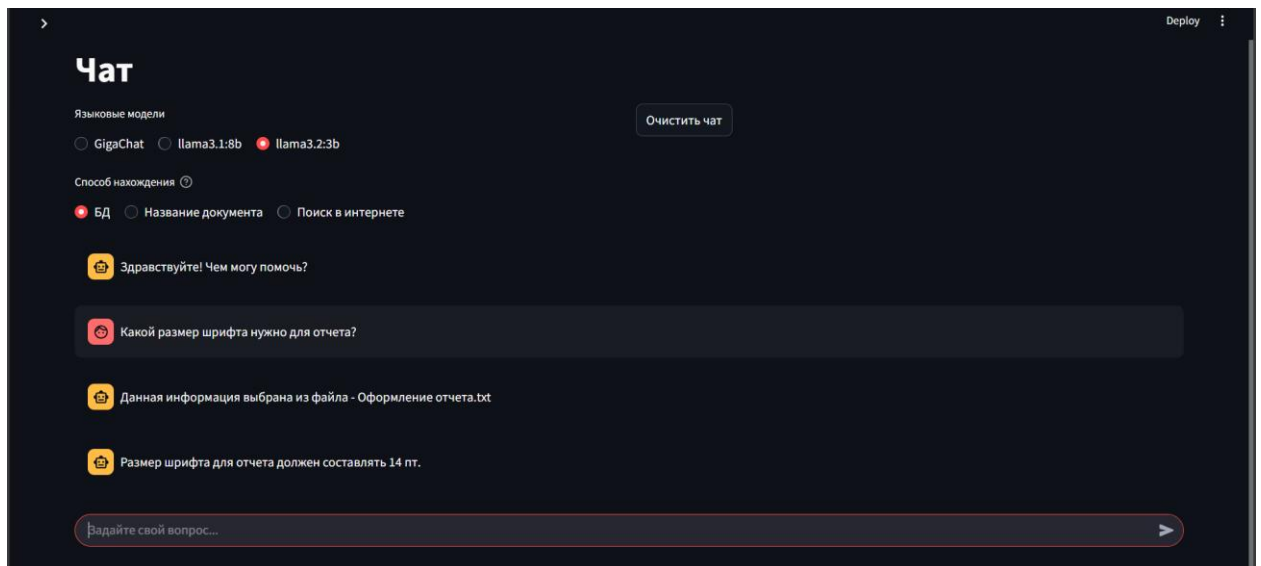 Deploy
Чат
Языковые модели
Очистить чат
GigaChat llama3.1:8b llama3.2:3b
Способ нахождения
БД Название документа Поиск в интернете
Здравствуйте! Чем могу помочь?
Какой размер шрифта нужно для отчета?
Данная информация выбрана из файла - Оформление отчета.txt
Размер шрифта для отчета должен составлять 14 пт.
Задайте свой вопрос...